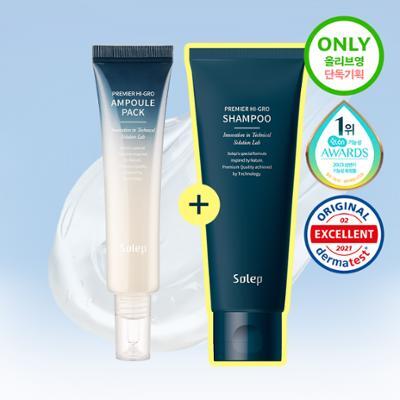 ONLY
올리브영
단독기획
PREMIER HI-GRO
AMPOULE
PACK
Innovation in Technical
Solution Lab
PREMIER HI-GRO
SHAMPOO
Innovation in Technical
Solution Lab
Solep's special formula
inspired by Nature.
Premium Quality achieved
by Technology.
+
Solep
Solep
1위
AWARDS
ORIGINAL
02
EXCELLENT
2021
dermatest®